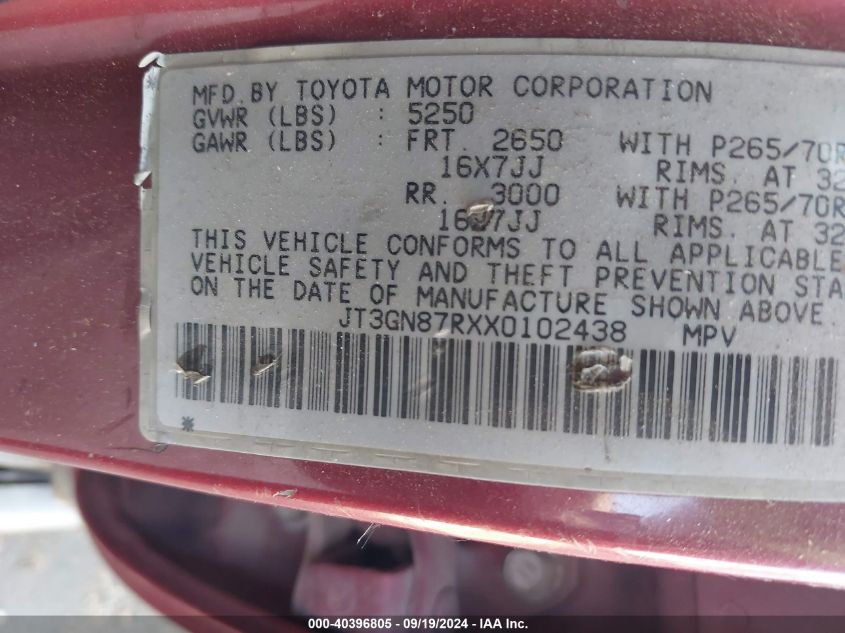 MFD. BY TOYOTA MOTOR CORPORATION
GVWR (LBS) : 5250
GAWR (LBS) : FRT. 2650 WITH P265/70R
16X7JJ RIMS. AT 32
RR. 3000 WITH P265/70R
16 7JJ RIMS. AT 32
THIS VEHICLE CONFORMS TO ALL APPLICABLE
VEHICLE SAFETY AND THEFT PREVENTION STA
ON THE DATE OF MANUFACTURE SHOWN ABOVE
JT3GN87RXX0102438 MPV
*
*
000-40396805 - 09/19/2024 - IAA Inc.